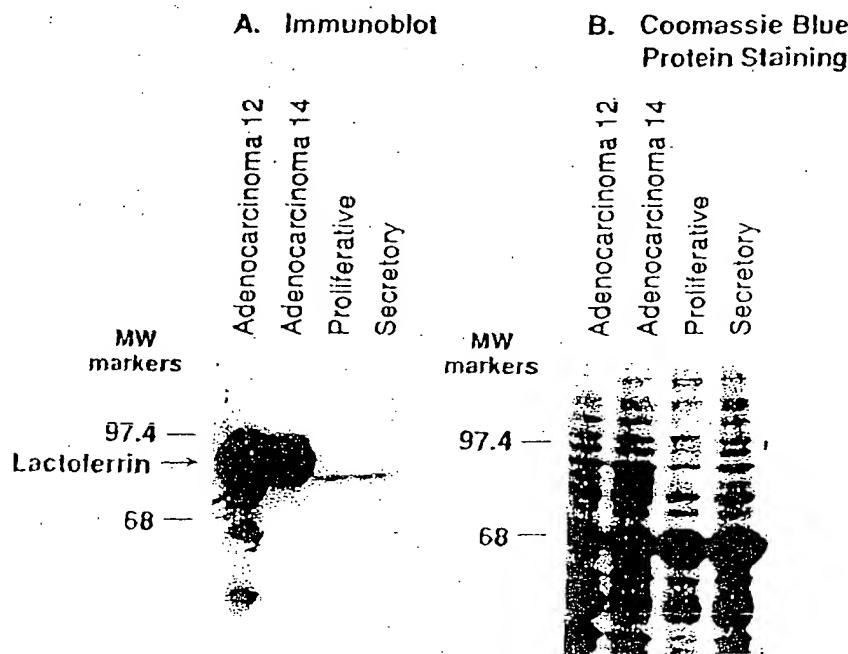 A. Immunoblot
Adenocarcinoma 12
Adenocarcinoma 14
Proliferative
Secretory
MW
markers
97.4
Lactoferrin
68
B. Coomassie Blue
Protein Staining
Adenocarcinoma 12
Adenocarcinoma 14
Proliferative
Secretory
MW
markers
97.4
68